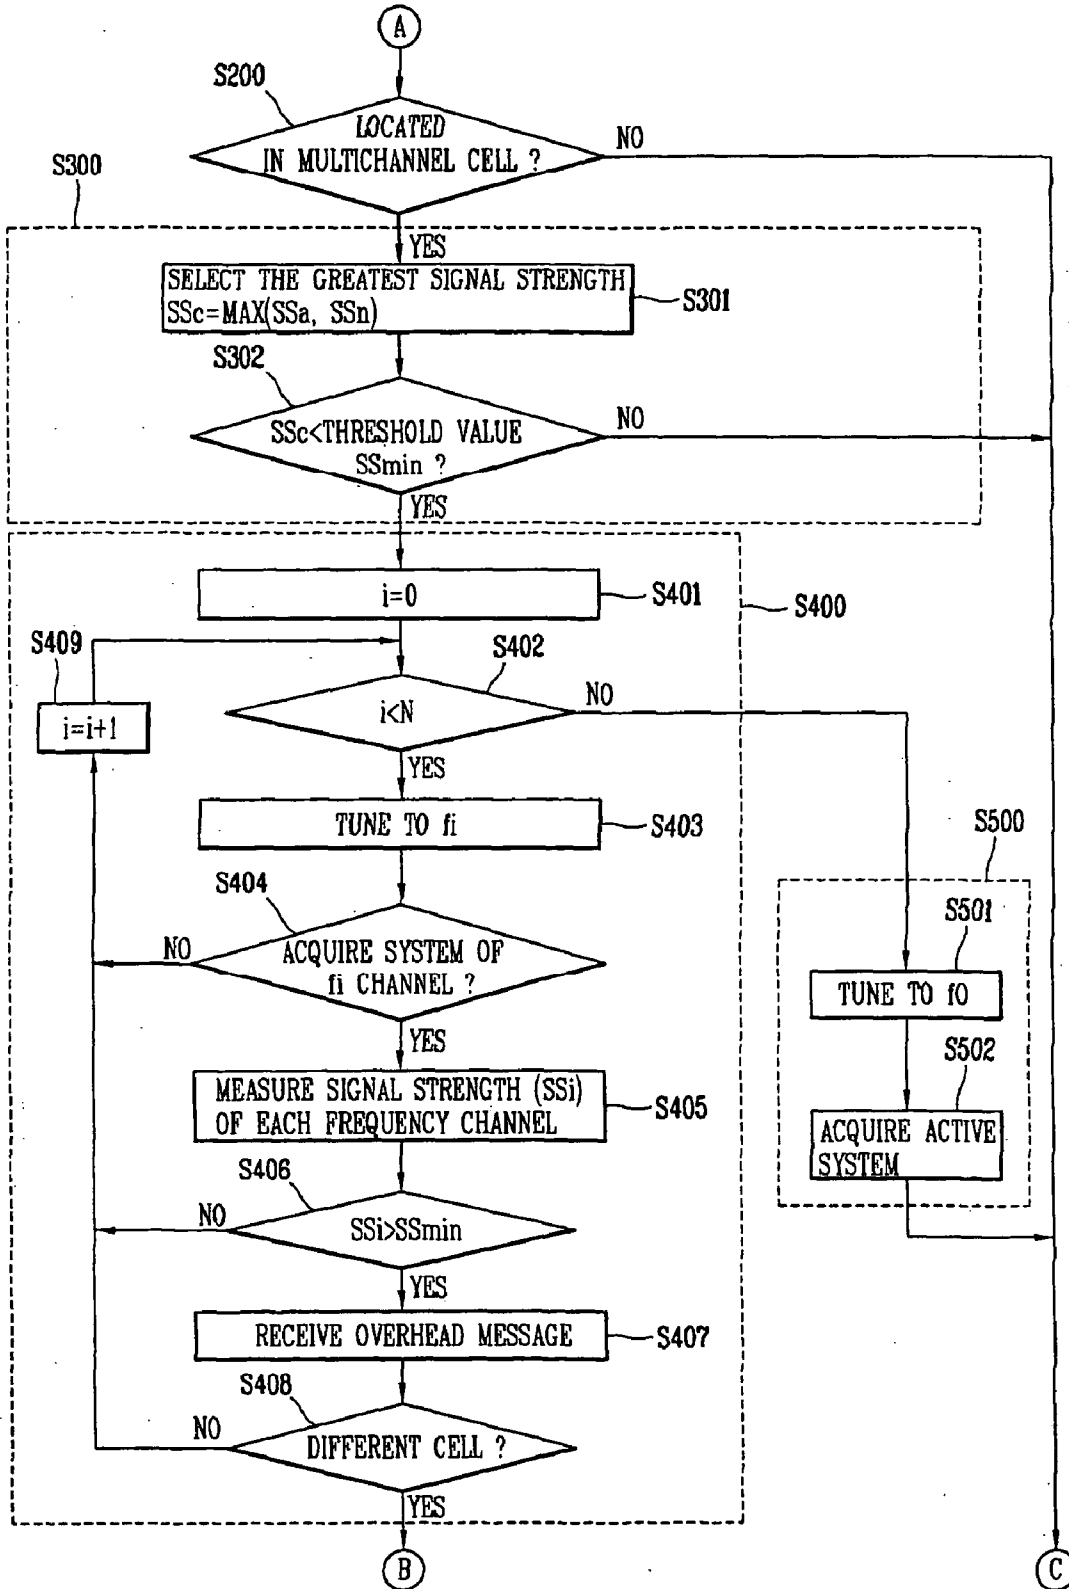 A
S200
LOCATED
IN MULTICHANNEL CELL ?
NO
S300
YES
SELECT THE GREATEST SIGNAL STRENGTH
SSc=MAX(SSa, SSn)
S301
S302
SSc<THRESHOLD VALUE
SSmin ?
NO
YES
i=0
S401
S400
S409
S402
i<N
NO
i=i+1
YES
TUNE TO fi
S403
S500
S404
S501
NO
ACQUIRE SYSTEM OF
fi CHANNEL ?
TUNE TO f0
YES
S502
MEASURE SIGNAL STRENGTH (SSi)
OF EACH FREQUENCY CHANNEL
S405
ACQUIRE ACTIVE
SYSTEM
S406
NO
SSi>SSmin
YES
RECEIVE OVERHEAD MESSAGE
S407
S408
NO
DIFFERENT CELL ?
YES
B
C